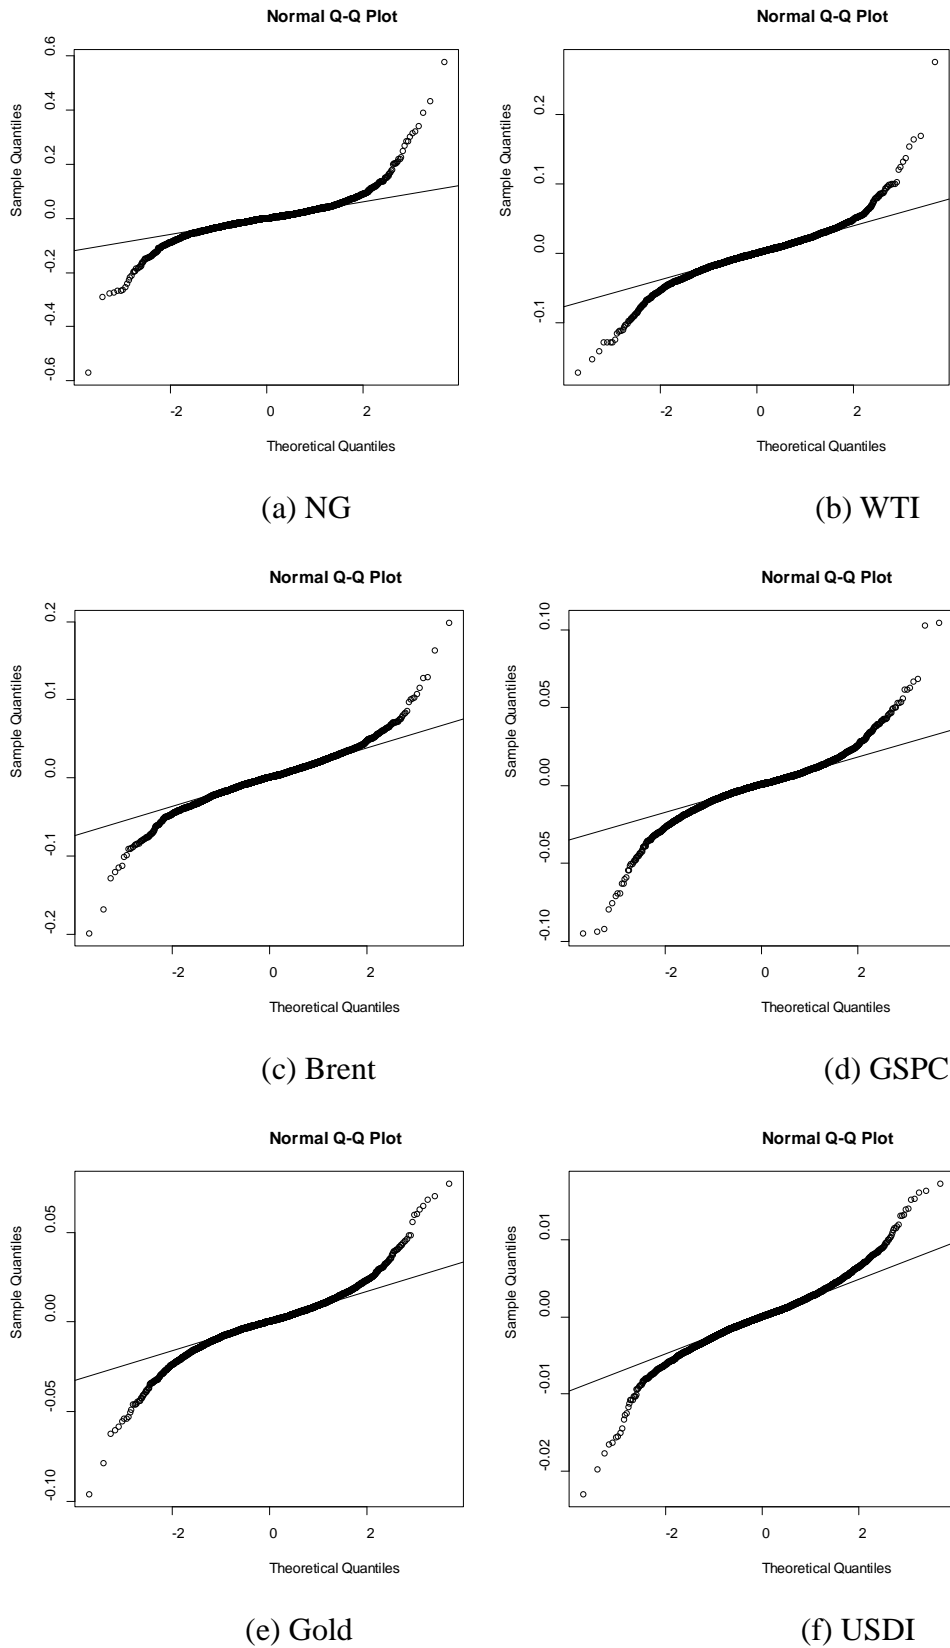 Normal Q-Q Plot
Sample Quantiles
0.6
0.4
0.2
0.0
-0.2
-0.4
-0.6
-2
0
2
Theoretical Quantiles
(a) NG
Normal Q-Q Plot
Sample Quantiles
0.2
0.1
0.0
-0.1
-2
0
2
Theoretical Quantiles
(b) WTI
Normal Q-Q Plot
Sample Quantiles
0.2
0.1
0.0
-0.1
-0.2
-2
0
2
Theoretical Quantiles
(c) Brent
Normal Q-Q Plot
Sample Quantiles
0.10
0.05
0.00
-0.05
-0.10
-2
0
2
Theoretical Quantiles
(d) GSPC
Normal Q-Q Plot
Sample Quantiles
0.05
0.00
-0.05
-0.10
-2
0
2
Theoretical Quantiles
(e) Gold
Normal Q-Q Plot
Sample Quantiles
0.01
0.00
-0.01
-0.02
-2
0
2
Theoretical Quantiles
(f) USDI